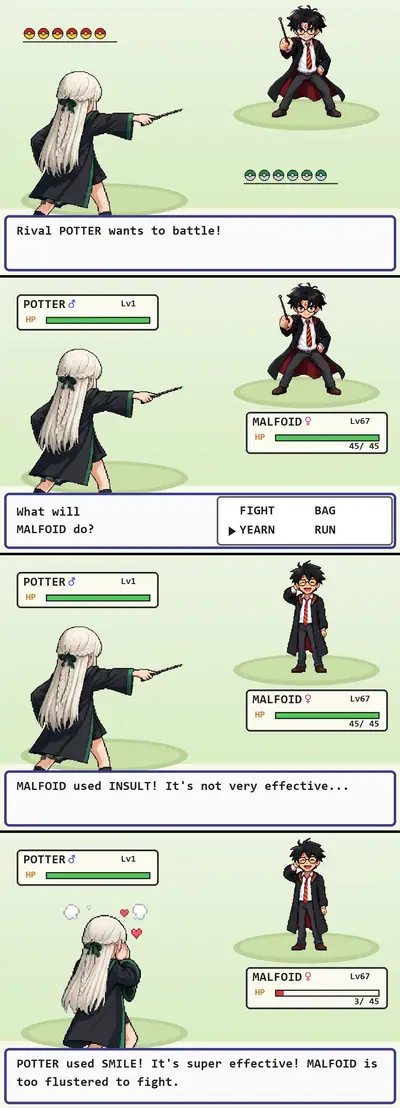 Rival POTTER wants to battle!
POTTER♂ Lv1
HP
MALFOID♀ Lv67
HP
45/ 45
What will
MALFOID do?
FIGHT BAG
▶YEARN RUN
POTTER♂ Lv1
HP
MALFOID♀ Lv67
HP
45/ 45
MALFOID used INSULT! It's not very effective...
POTTER♂ Lv1
HP
MALFOID♀ Lv67
HP
3/ 45
POTTER used SMILE! It's super effective! MALFOID is
too flustered to fight.